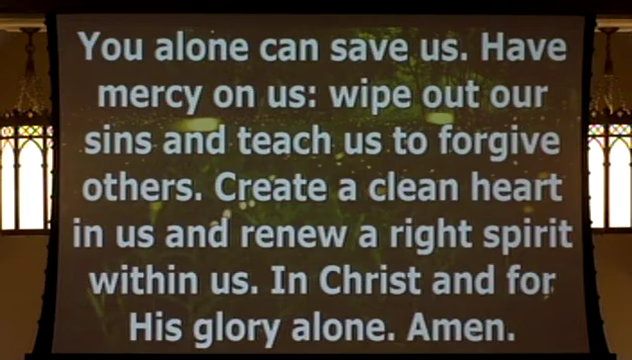 You alone can save us. Have
mercy on us: wipe out our
sins and teach us to forgive
others. Create a clean heart
in us and renew a right spirit
within us. In Christ and for
His glory alone. Amen.